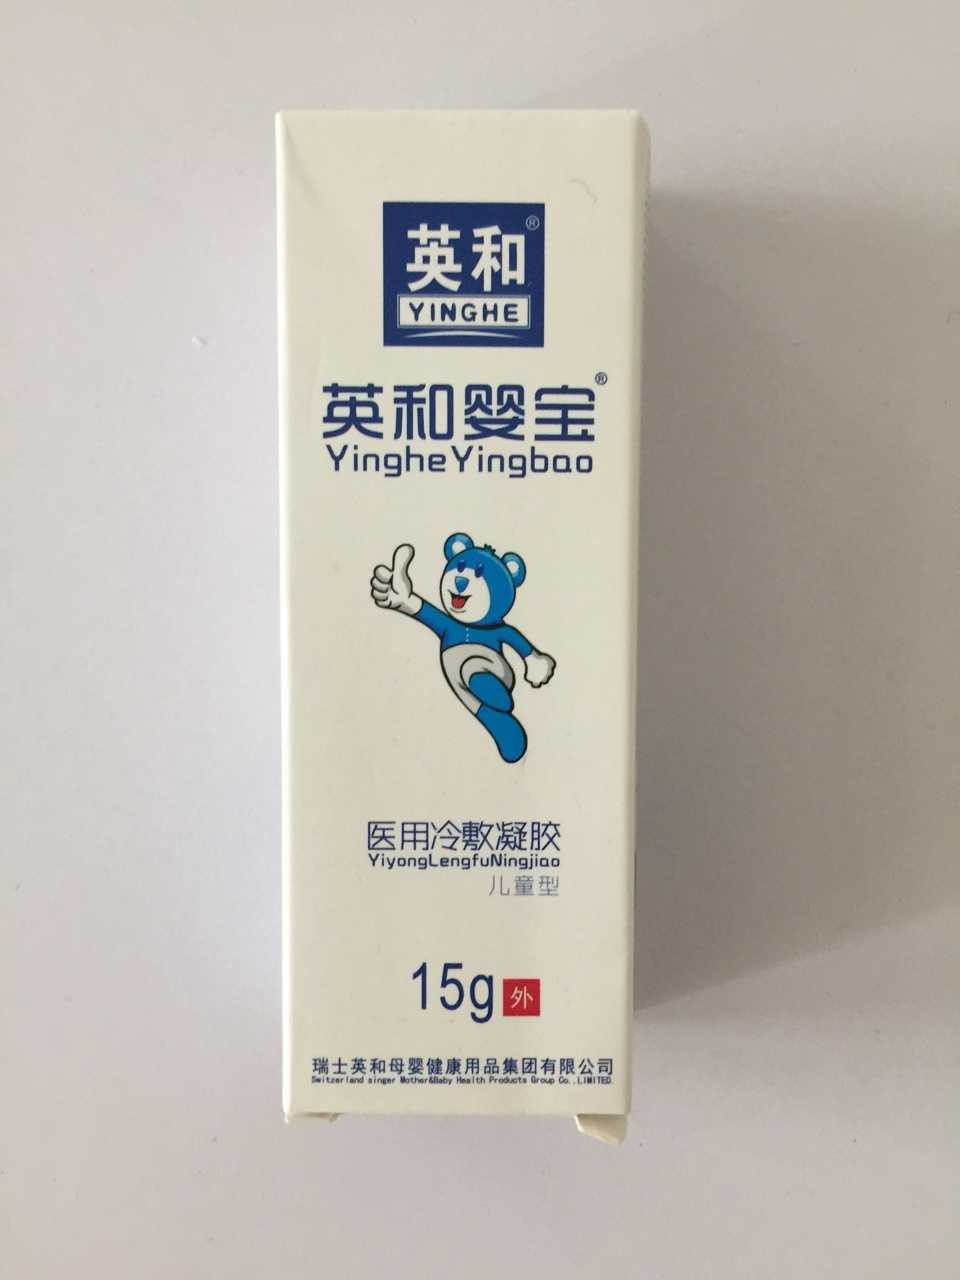 英和®
YINGHE
英和婴宝®
YingheYingbao
医用冷敷凝胶
YiyongLengfuNingjiao
儿童型
15g 外
瑞士英和母婴健康用品集团有限公司
Switzerland singer Mother&Baby Health Products Group Co.,LIMITED.